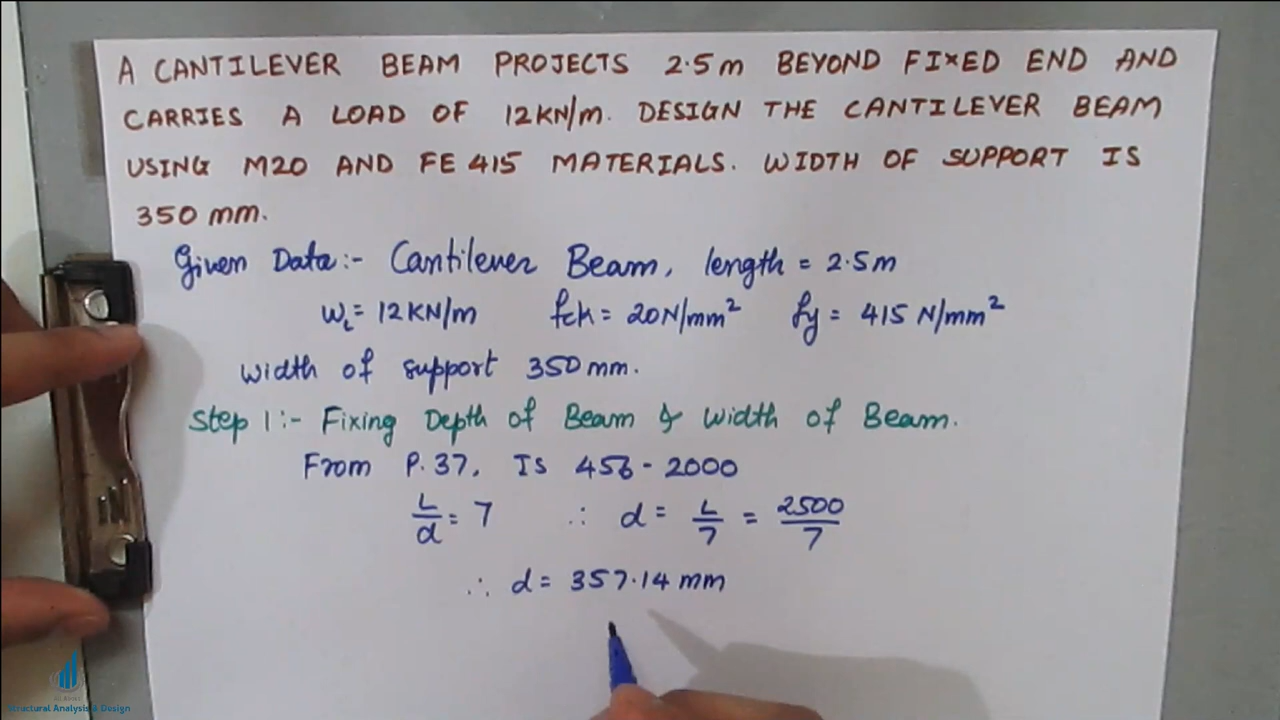 A CANTILEVER BEAM PROJECTS 2.5m BEYOND FIXED END AND
CARRIES A LOAD OF 12KN/m. DESIGN THE CANTILEVER BEAM
USING M20 AND FE 415 MATERIALS. WIDTH OF SUPPORT IS
350 mm.
Given Data:- Cantilever Beam, length = 2.5m
WL = 12KN/m fck = 20N/mm² fy = 415 N/mm²
width of support 350mm.
Step 1:- Fixing Depth of Beam & Width of Beam.
From P.37, IS 456-2000
L/d = 7 ∴ d = L/7 = 2500/7
∴ d = 357.14 mm
Structural Analysis & Design